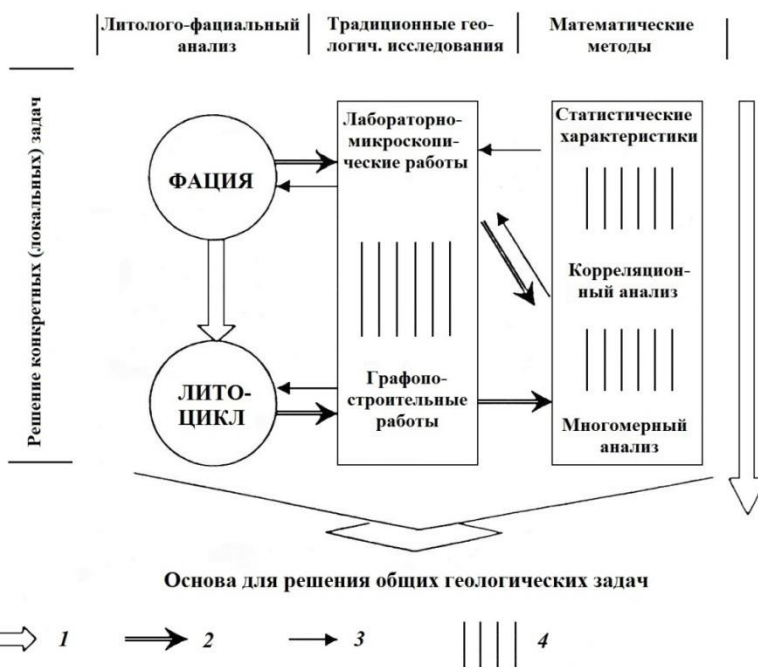 Литолого-фациальный
анализ
Традиционные гео-
логич. исследования
Математические
методы
Решение конкретных (локальных) задач
ФАЦИЯ
ЛИТО-
ЦИКЛ
Лабораторно-
микроскопи-
ческие работы
Графопо-
строительные
работы
Статистические
характеристики
Корреляцион-
ный анализ
Многомерный
анализ
Основа для решения общих геологических задач
1
2
3
4